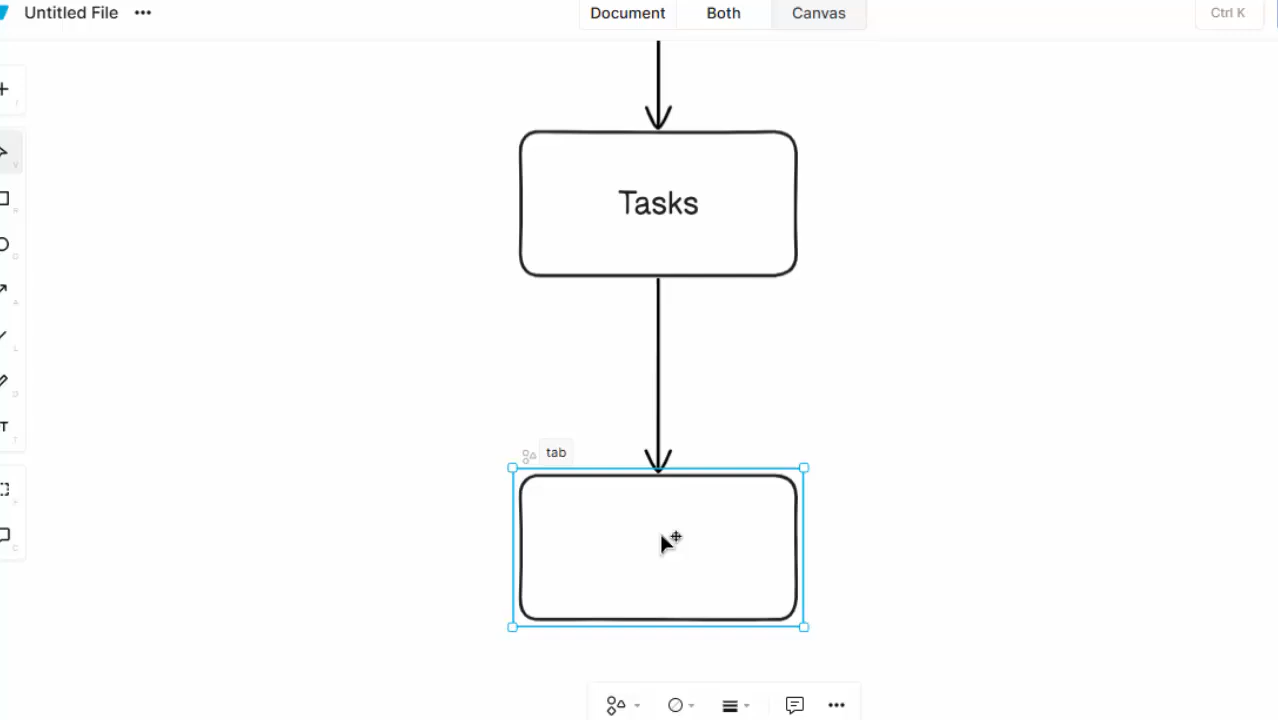 Untitled File
Document Both Canvas
Ctrl K
Tasks
tab
V
R
O
A
L
D
T
T
F
C